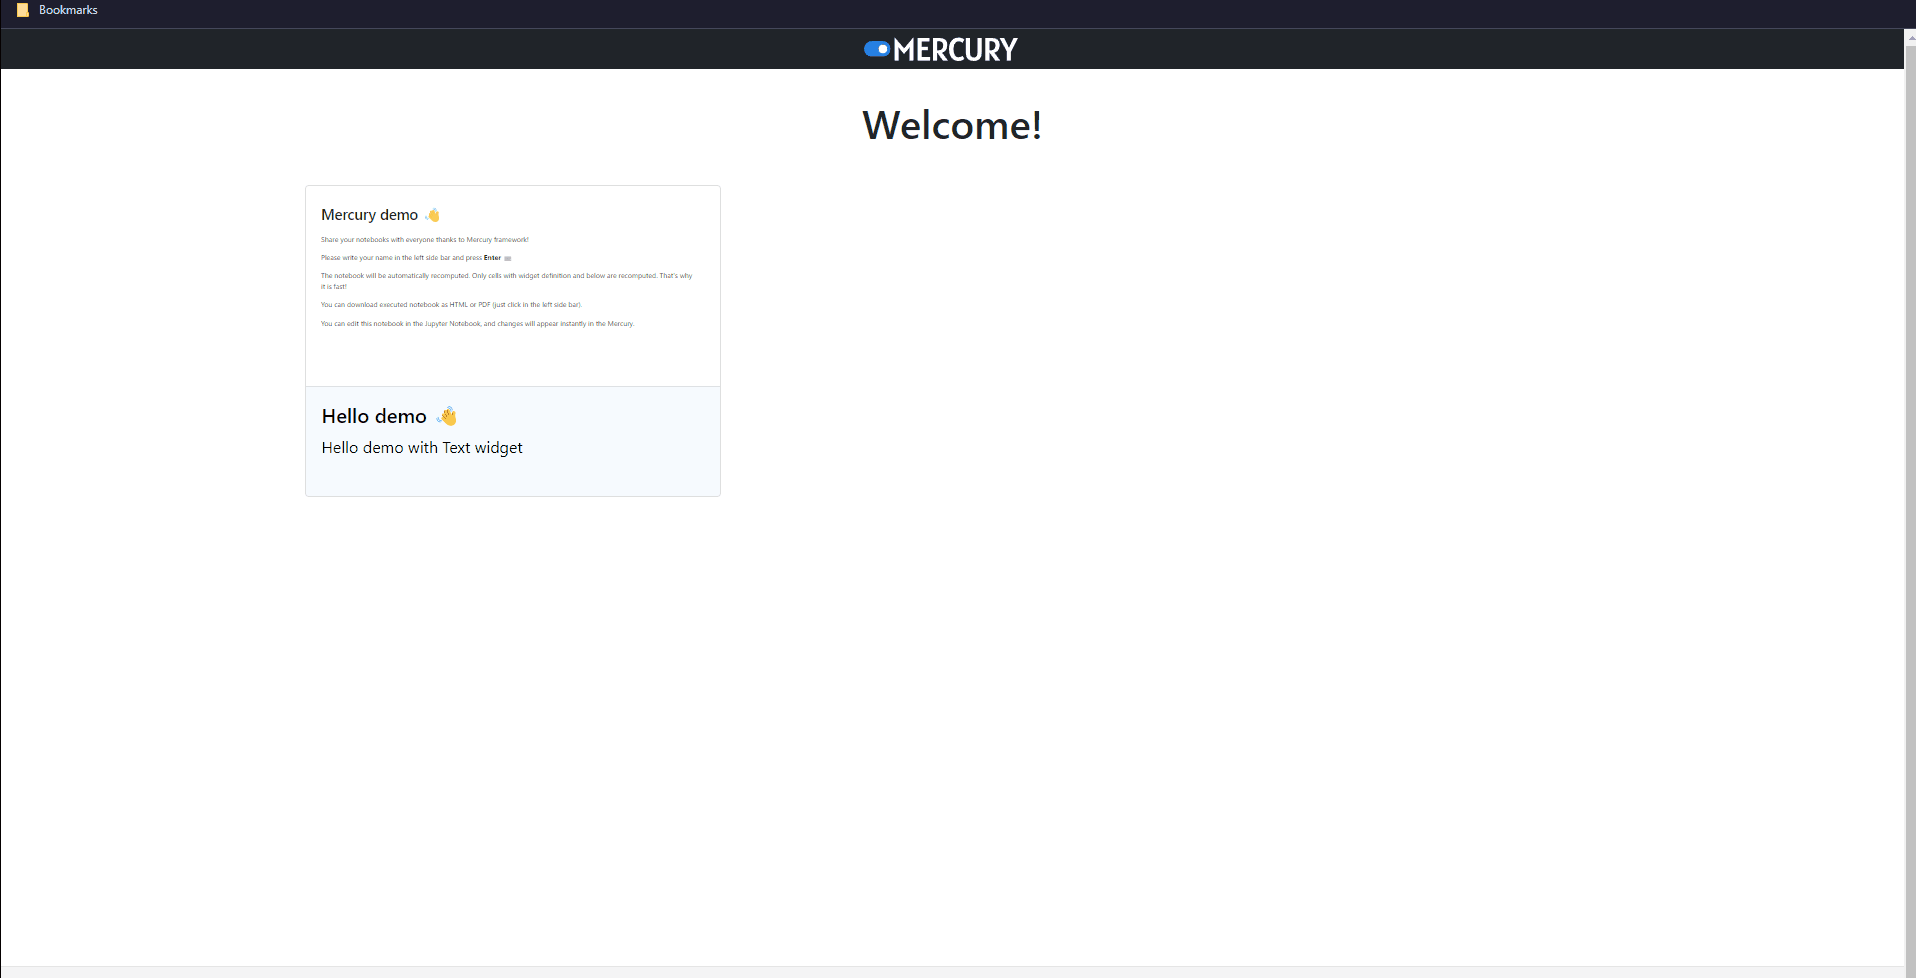 Bookmarks
MERCURY
Welcome!
Mercury demo 👋
Share your notebooks with everyone thanks to Mercury framework!
Please write your name in the left side bar and press Enter ⌨
The notebook will be automatically recomputed. Only cells with widget definition and below are recomputed. That's why
it is fast!
You can download executed notebook as HTML or PDF (just click in the left side bar).
You can edit this notebook in the Jupyter Notebook, and changes will appear instantly in the Mercury.
Hello demo 👋
Hello demo with Text widget